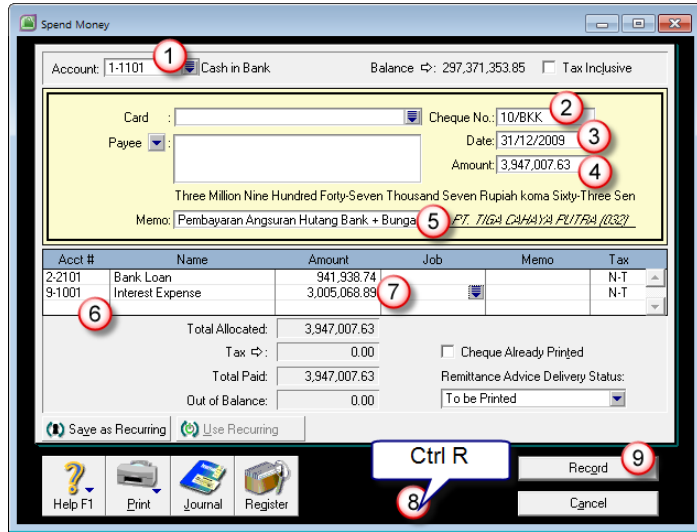 Spend Money
Account: 1-1101 Cash in Bank Balance ➪: 297,371,353.85 Tax Inclusive
1
Card : Cheque No.: 10/BKK
2
Payee : Date: 31/12/2009
3
Amount: 3,947,007.63
4
Three Million Nine Hundred Forty-Seven Thousand Seven Rupiah koma Sixty-Three Sen
Memo: Pembayaran Angsuran Hutang Bank + Bunga PT. TIGA CAHAYA PUTRA (032)
5
Acct # Name Amount Job Memo Tax
2-2101 Bank Loan 941,938.74 N-T
9-1001 Interest Expense 3,005,068.89 N-T
7
6
Total Allocated: 3,947,007.63
Tax ➪: 0.00 Cheque Already Printed
Total Paid: 3,947,007.63 Remittance Advice Delivery Status:
Out of Balance: 0.00 To be Printed
Save as Recurring Use Recurring
Ctrl R
Record 9
8
Help F1 Print Journal Register Cancel